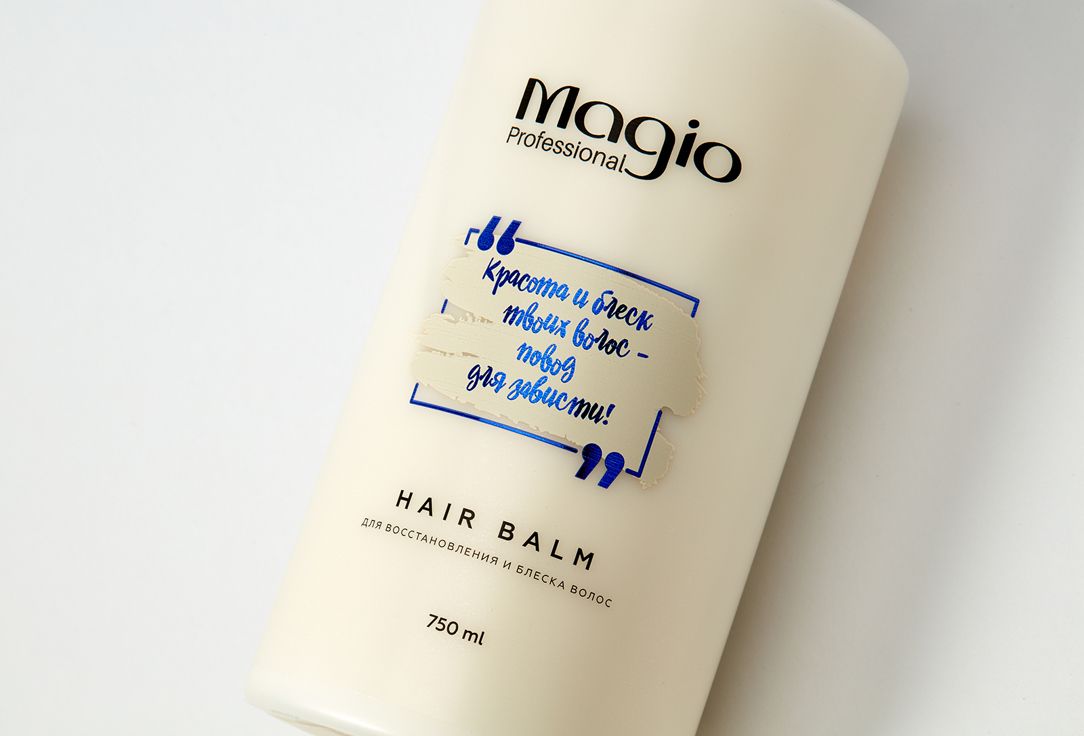 Magio
Professional
“
Красота и блеск
твоих волос –
повод
для зависти!
”
HAIR BALM
ДЛЯ ВОССТАНОВЛЕНИЯ И БЛЕСКА ВОЛОС
750 ml